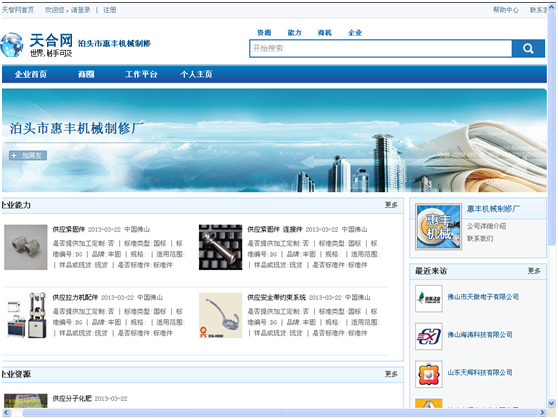 天智网首页 欢迎您，请登录 | 注册 帮助中心 联系客
天合网
世界，触手可及
泊头市惠丰机械制修
资源 能力 商机 企业
开始搜索
企业首页 商圈 工作平台 个人主页
泊头市惠丰机械制修厂
+ 加商友
企业能力 更多
供应紧固件 2013-03-22 中国佛山
是否提供加工定制:否 | 标准类型:国标 | 标
准编号:DG | 品牌:丰固 | 规格: | 适用范围:
| 样品或现货:现货 | 是否标准件:标准件
供应紧固件 连接件 2013-03-22 中国佛山
是否提供加工定制:否 | 标准类型:国标 | 标
准编号:DG | 品牌:丰固 | 规格: | 适用范围:
| 样品或现货:现货 | 是否标准件:标准件
供应拉力机配件 2013-03-22 中国佛山
是否提供加工定制:否 | 标准类型:国标 | 标
准编号:DG | 品牌:丰固 | 规格: | 适用范围:
| 样品或现货:现货 | 是否标准件:标准件
供应安全带约束系统 2013-03-22 中国佛山
是否提供加工定制:否 | 标准类型:国标 | 标
准编号:DG | 品牌:丰固 | 规格: | 适用范围:
| 样品或现货:现货 | 是否标准件:标准件
企业资源 更多
供应分子化肥 2013-03-22
惠丰
机械
惠丰机械制修厂
公司详细介绍
联系我们
最近来访 更多
佛山市天微电子有限公司
佛山海涛科技有限公司
山东天辉科技有限公司